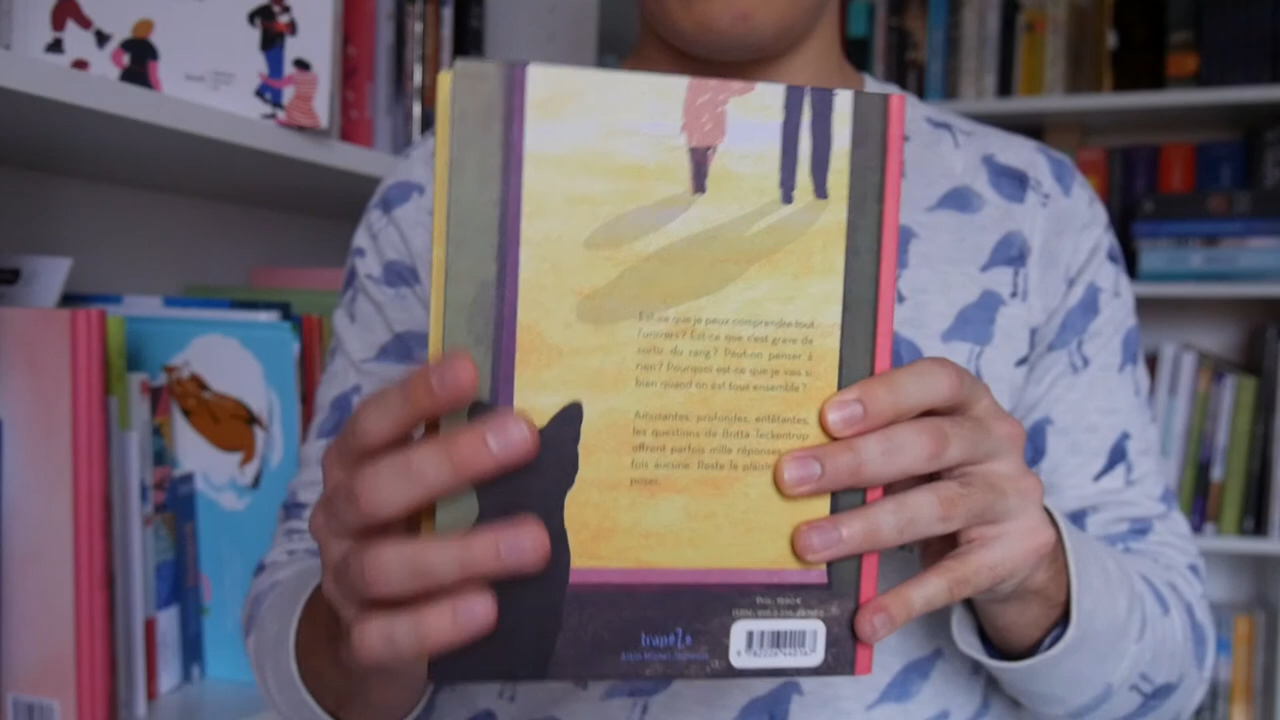 Est-ce que je peux comprendre tout
l'univers? Est-ce que c'est grave de
sortir du rang? Peut-on penser à
rien? Pourquoi est-ce que je vais si
bien quand on est tous ensemble?
Amusantes, profondes, entêtantes,
les questions de Britta Teckentrup
offrent parfois mille réponses
fois aucune. Reste le plaisir
poser.
trapèze
Albin Michel Jeunesse